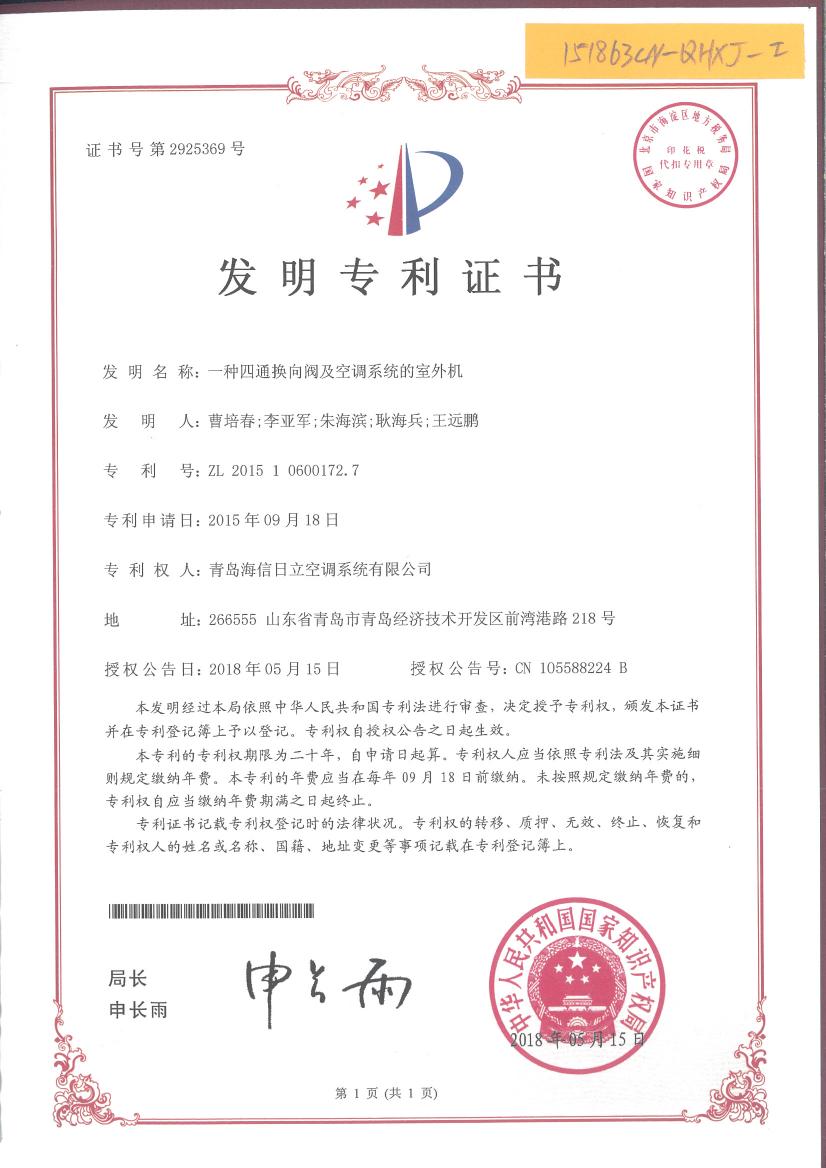 151863CN-QHXJ-I
证书号第2925369号
北京市海淀区地方税务局
印花税
代扣专用章
国家知识产权局
发明专利证书
发明名称：一种四通换向阀及空调系统的室外机
发明人：曹培春;李亚军;朱海滨;耿海兵;王远鹏
专利号：ZL 2015 1 0600172.7
专利申请日：2015年09月18日
专利权人：青岛海信日立空调系统有限公司
地址：266555 山东省青岛市青岛经济技术开发区前湾港路218号
授权公告日：2018年05月15日 授权公告号：CN 105588224 B
本发明经过本局依照中华人民共和国专利法进行审查，决定授予专利权，颁发本证书
并在专利登记簿上予以登记。专利权自授权公告之日起生效。
本专利的专利权期限为二十年，自申请日起算。专利权人应当依照专利法及其实施细
则规定缴纳年费。本专利的年费应当在每年09月18日前缴纳。未按照规定缴纳年费的，
专利权自应当缴纳年费期满之日起终止。
专利证书记载专利权登记时的法律状况。专利权的转移、质押、无效、终止、恢复和
专利权人的姓名或名称、国籍、地址变更等事项记载在专利登记簿上。
局长
申长雨
申长雨
中华人民共和国国家知识产权局
2018年05月15日
第1页(共1页)